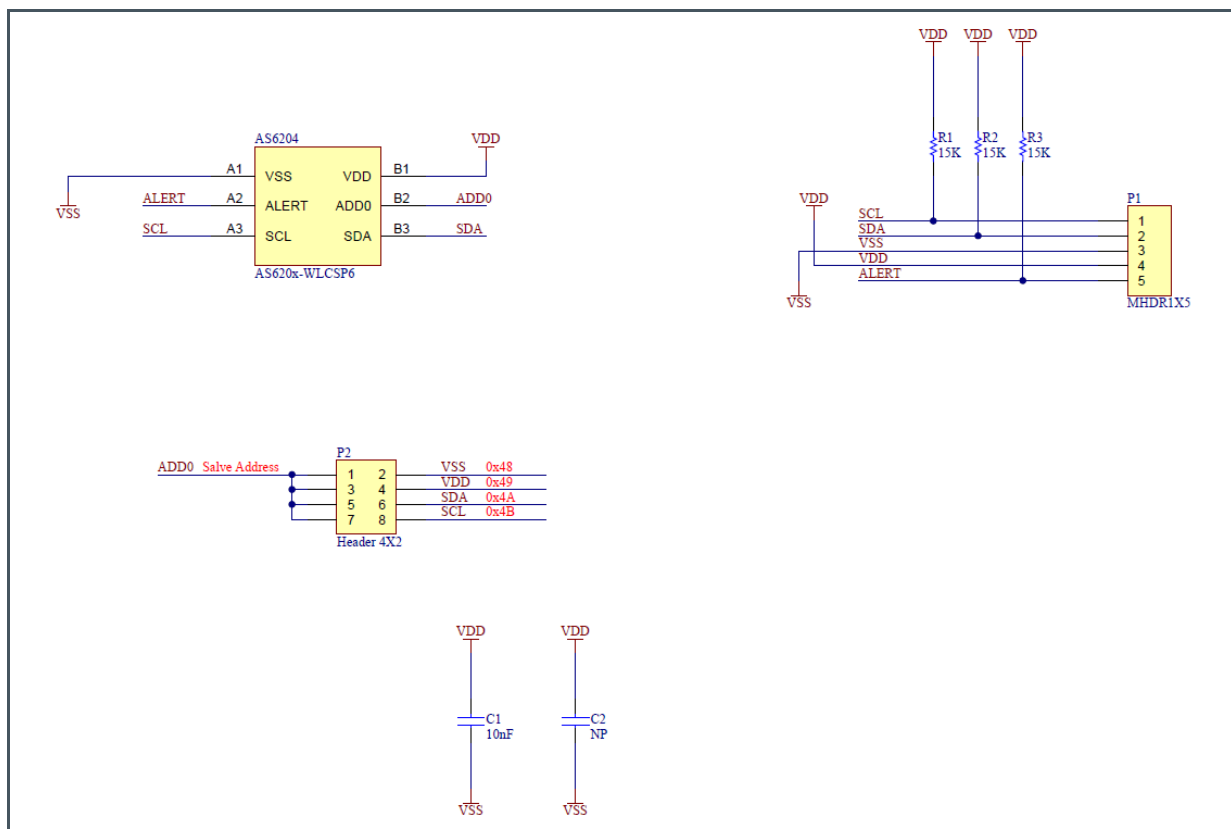 VDD VDD VDD
R1 R2 R3
15K 15K 15K
AS6204
VDD
A1 VSS VDD B1
A2 ALERT ADD0 B2
A3 SCL SDA B3
ALERT
SCL
ADD0
SDA
VSS
AS620x-WLCSP6
VDD
P1
SCL 1
SDA 2
VSS 3
VDD 4
ALERT 5
VSS
MHDR1X5
P2
ADD0 Salve Address 1 2 VSS 0x48
3 4 VDD 0x49
5 6 SDA 0x4A
7 8 SCL 0x4B
Header 4X2
VDD VDD
C1 C2
10nF NP
VSS VSS